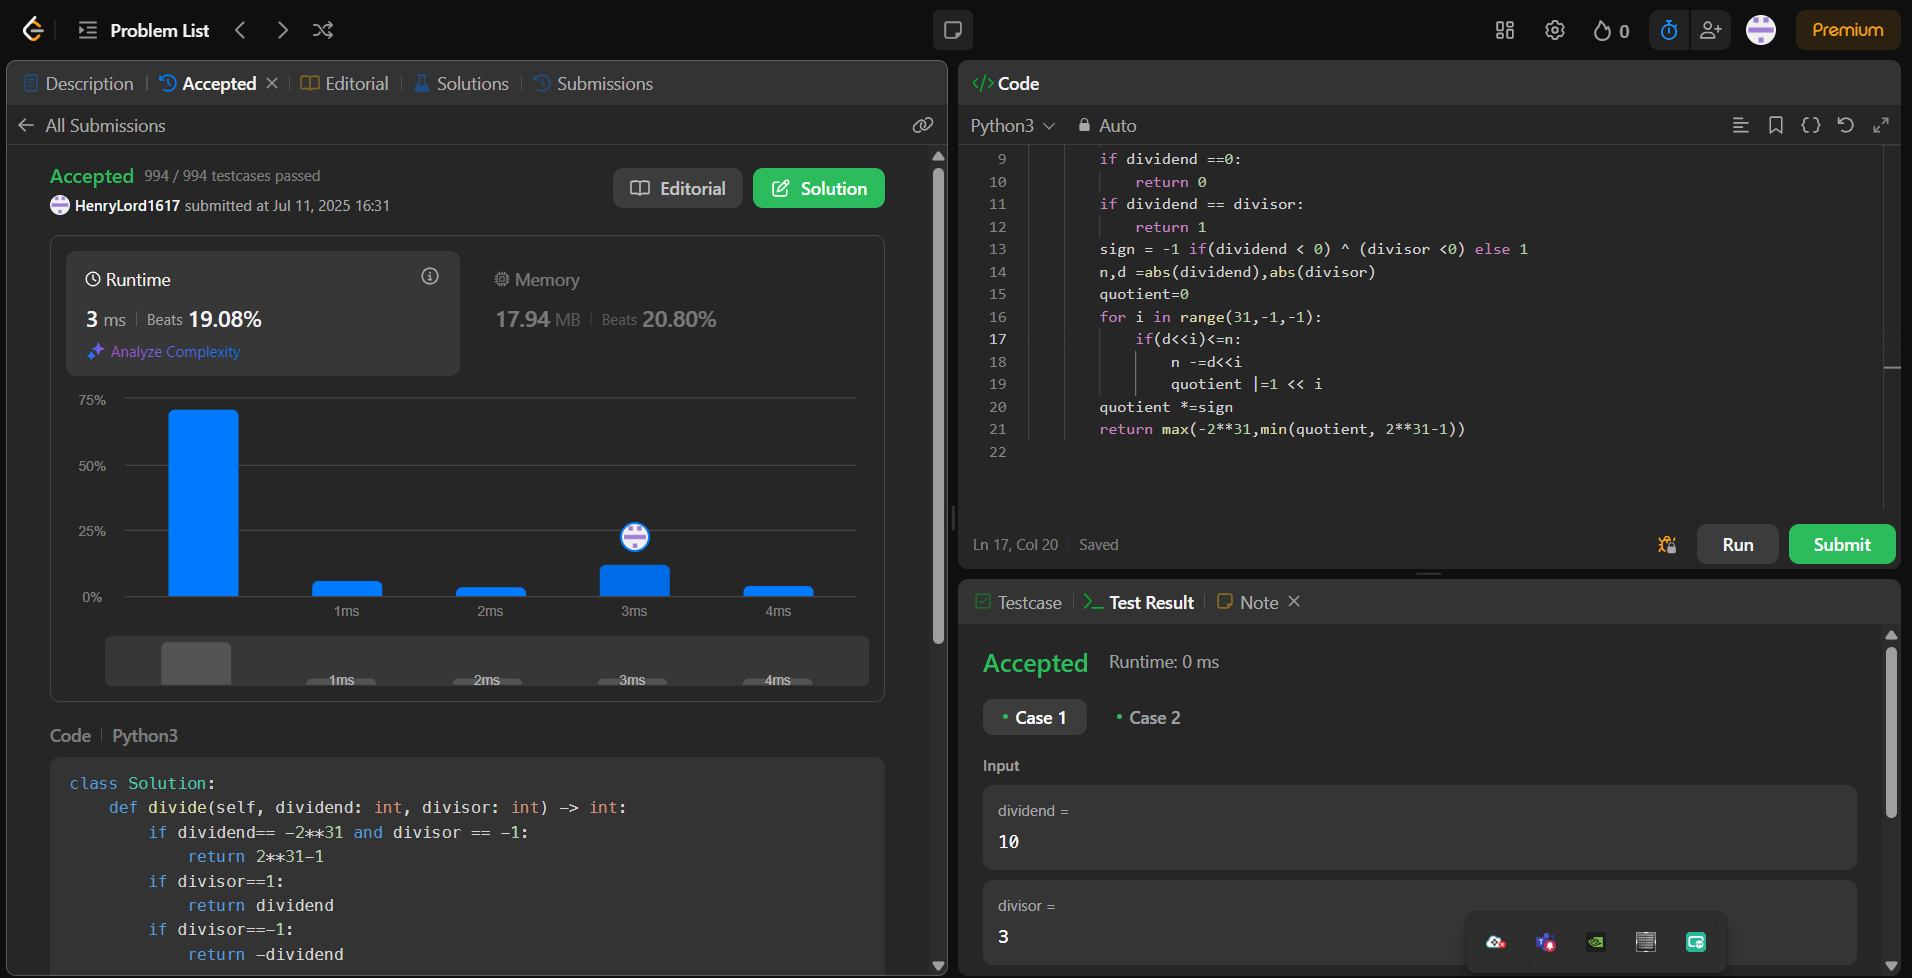 Problem List
0
Premium
Description
Accepted
Editorial
Solutions
Submissions
All Submissions
Accepted 994 / 994 testcases passed
HenryLord1617 submitted at Jul 11, 2025 16:31
Editorial
Solution
Runtime
3 ms Beats 19.08%
Analyze Complexity
Memory
17.94 MB Beats 20.80%
75%
50%
25%
0%
1ms 2ms 3ms 4ms
1ms 2ms 3ms 4ms
Code Python3
class Solution:
    def divide(self, dividend: int, divisor: int) -> int:
        if dividend== -2**31 and divisor == -1:
            return 2**31-1
        if divisor==1:
            return dividend
        if divisor==-1:
            return -dividend
</> Code
Python3 Auto
9 if dividend ==0:
10 return 0
11 if dividend == divisor:
12 return 1
13 sign = -1 if(dividend < 0) ^ (divisor <0) else 1
14 n,d =abs(dividend),abs(divisor)
15 quotient=0
16 for i in range(31,-1,-1):
17 if(d<<i)<=n:
18 n -=d<<i
19 quotient |=1 << i
20 quotient *=sign
21 return max(-2**31,min(quotient, 2**31-1))
22
Ln 17, Col 20 Saved
Run
Submit
Testcase
Test Result
Note
Accepted Runtime: 0 ms
Case 1
Case 2
Input
dividend =
10
divisor =
3